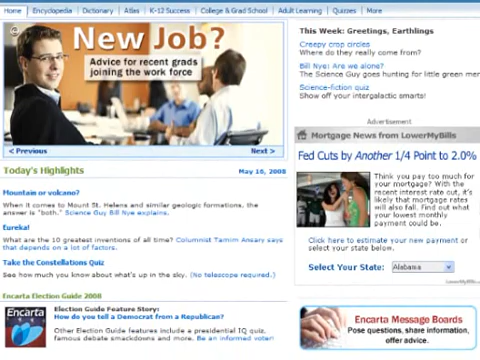 Home Encyclopedia Dictionary Atlas K-12 Success College & Grad School Adult Learning Quizzes More
New Job?
Advice for recent grads
joining the work force
< Previous
Next >
Today's Highlights
May 16, 2008
Mountain or volcano?
When it comes to Mount St. Helens and similar geologic formations, the
answer is "both." Science Guy Bill Nye explains.
Eureka!
What are the 10 greatest inventions of all time? Columnist Tamim Ansary says
that depends on a lot of factors.
Take the Constellations Quiz
See how much you know about what's up in the sky. (No telescope required.)
Encarta Election Guide 2008
Encarta
Election Guide Feature Story:
How do you tell a Democrat from a Republican?
Other Election Guide features include a presidential IQ quiz,
famous debate smackdowns and more. Be an informed voter!
This Week: Greetings, Earthlings
Creepy crop circles
Where do they really come from?
Bill Nye: Are we alone?
The Science Guy goes hunting for little green men
Science-fiction quiz
Show off your intergalactic smarts!
Advertisement
Mortgage News from LowerMyBills
Fed Cuts by Another 1/4 Point to 2.0%
Think you pay too much for
your mortgage? With the
recent interest rate cut, it's
likely that mortgage rates
will also fall. Find out what
your lowest monthly
payment could be.
Click here to estimate your new payment or
select your state below.
Select Your State: Alabama
LowerMyBills
Encarta Message Boards
Pose questions, share information,
offer advice.